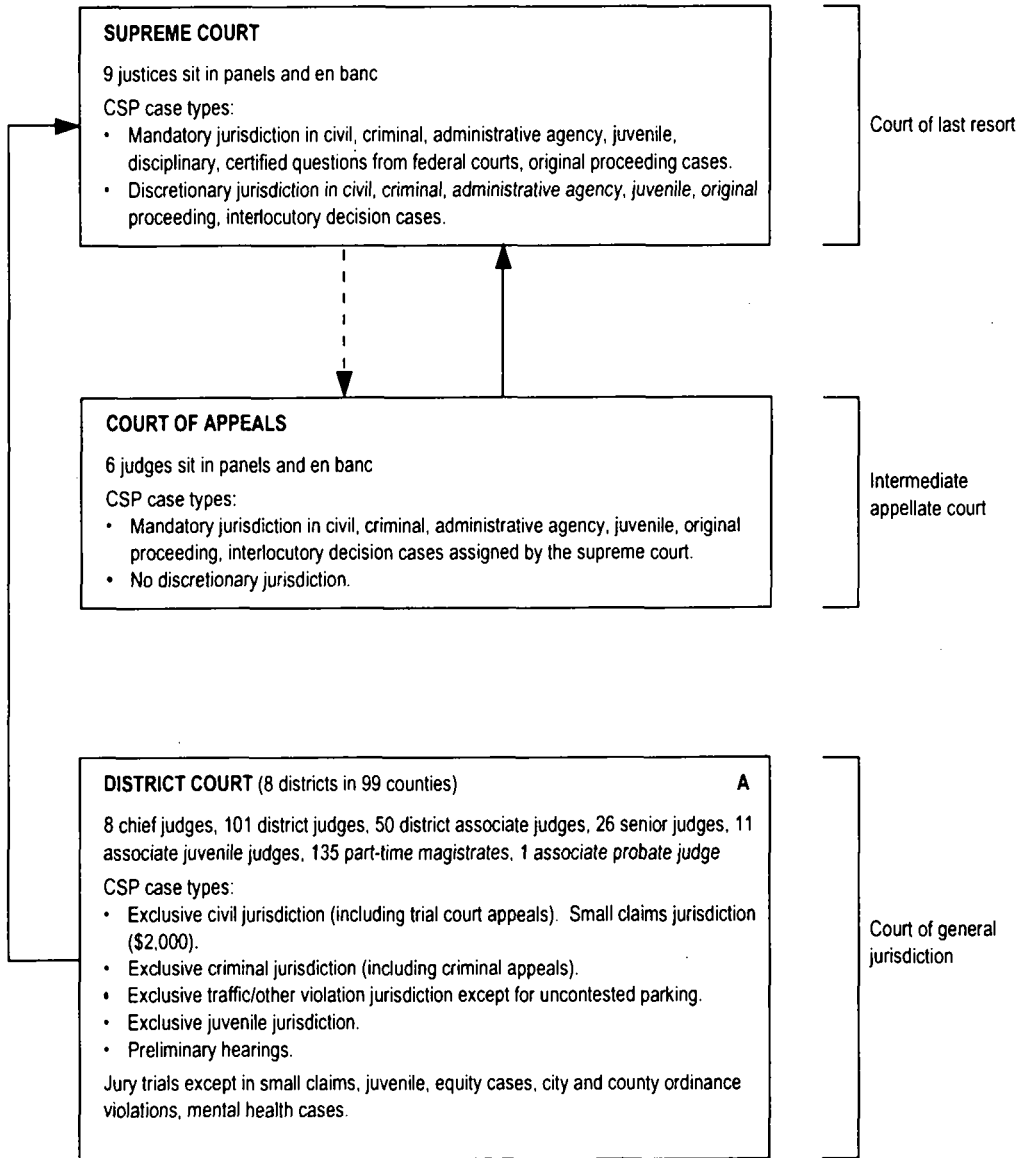 SUPREME COURT
9 justices sit in panels and en banc
CSP case types:
• Mandatory jurisdiction in civil, criminal, administrative agency, juvenile,
disciplinary, certified questions from federal courts, original proceeding cases.
• Discretionary jurisdiction in civil, criminal, administrative agency, juvenile, original
proceeding, interlocutory decision cases.
Court of last resort
COURT OF APPEALS
6 judges sit in panels and en banc
CSP case types:
• Mandatory jurisdiction in civil, criminal, administrative agency, juvenile, original
proceeding, interlocutory decision cases assigned by the supreme court.
• No discretionary jurisdiction.
Intermediate
appellate court
DISTRICT COURT (8 districts in 99 counties) A
8 chief judges, 101 district judges, 50 district associate judges, 26 senior judges, 11
associate juvenile judges, 135 part-time magistrates, 1 associate probate judge
CSP case types:
• Exclusive civil jurisdiction (including trial court appeals). Small claims jurisdiction
($2,000).
• Exclusive criminal jurisdiction (including criminal appeals).
• Exclusive traffic/other violation jurisdiction except for uncontested parking.
• Exclusive juvenile jurisdiction.
• Preliminary hearings.
Jury trials except in small claims, juvenile, equity cases, city and county ordinance
violations, mental health cases.
Court of general
jurisdiction